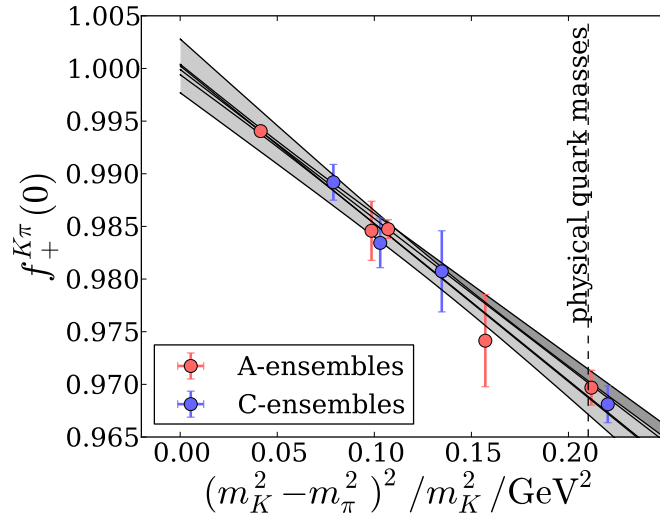 1.005
1.000
0.995
0.990
0.985
0.980
0.975
0.970
0.965
f₊^{Kπ}(0)
physical quark masses
A-ensembles
C-ensembles
0.00 0.05 0.10 0.15 0.20
(m_K^2 − m_π^2)^2 / m_K^2 / GeV^2